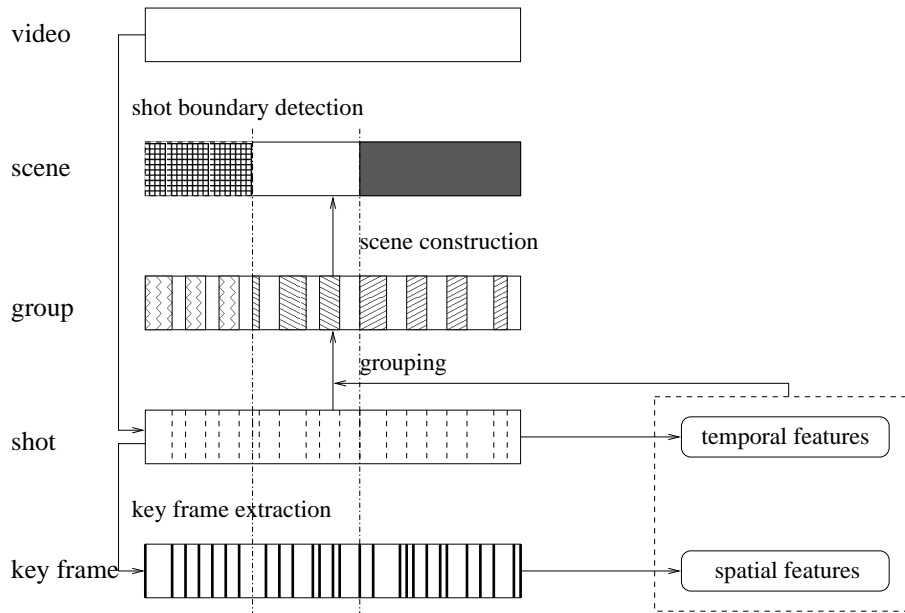 video
shot boundary detection
scene
scene construction
group
grouping
shot
temporal features
key frame extraction
key frame
spatial features